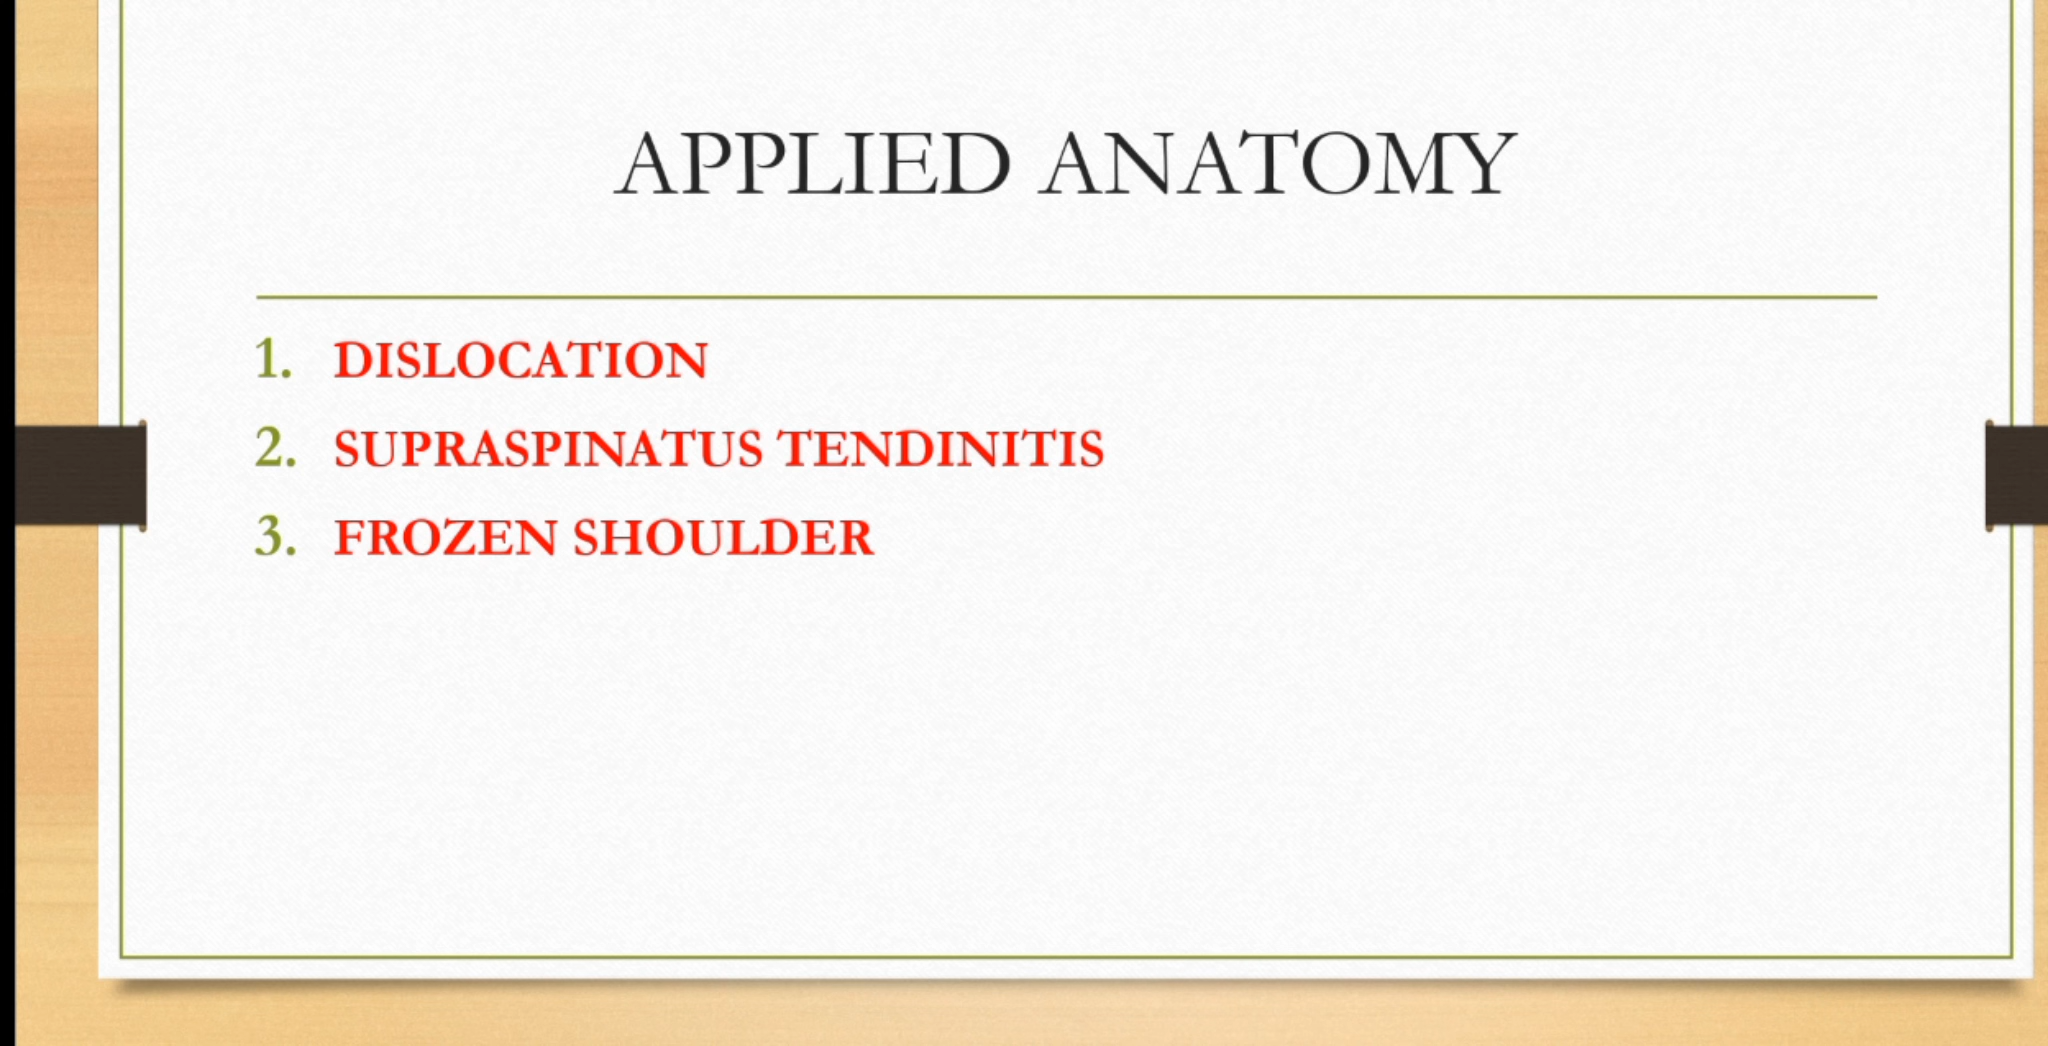 APPLIED ANATOMY
1. DISLOCATION
2. SUPRASPINATUS TENDINITIS
3. FROZEN SHOULDER